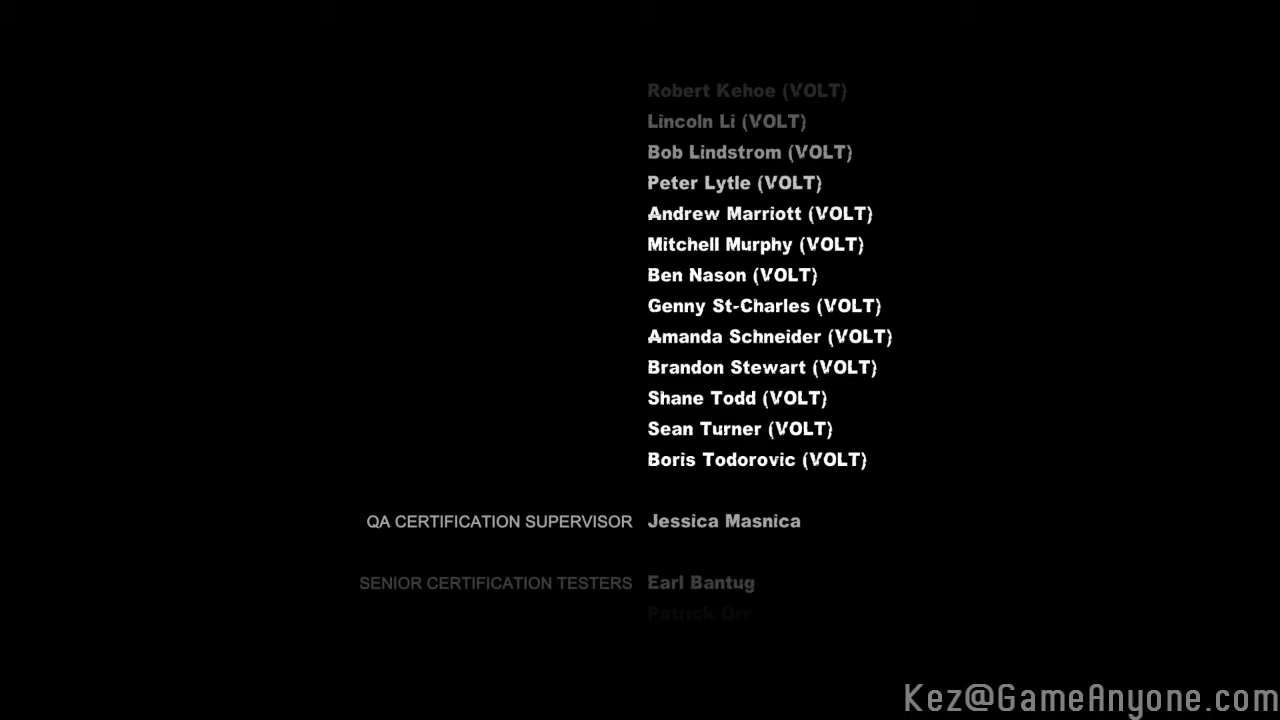 Robert Kehoe (VOLT)
Lincoln Li (VOLT)
Bob Lindstrom (VOLT)
Peter Lytle (VOLT)
Andrew Marriott (VOLT)
Mitchell Murphy (VOLT)
Ben Nason (VOLT)
Genny St-Charles (VOLT)
Amanda Schneider (VOLT)
Brandon Stewart (VOLT)
Shane Todd (VOLT)
Sean Turner (VOLT)
Boris Todorovic (VOLT)
QA CERTIFICATION SUPERVISOR Jessica Masnica
SENIOR CERTIFICATION TESTERS Earl Bantug
Patrick Orr
Kez@GameAnyone.com